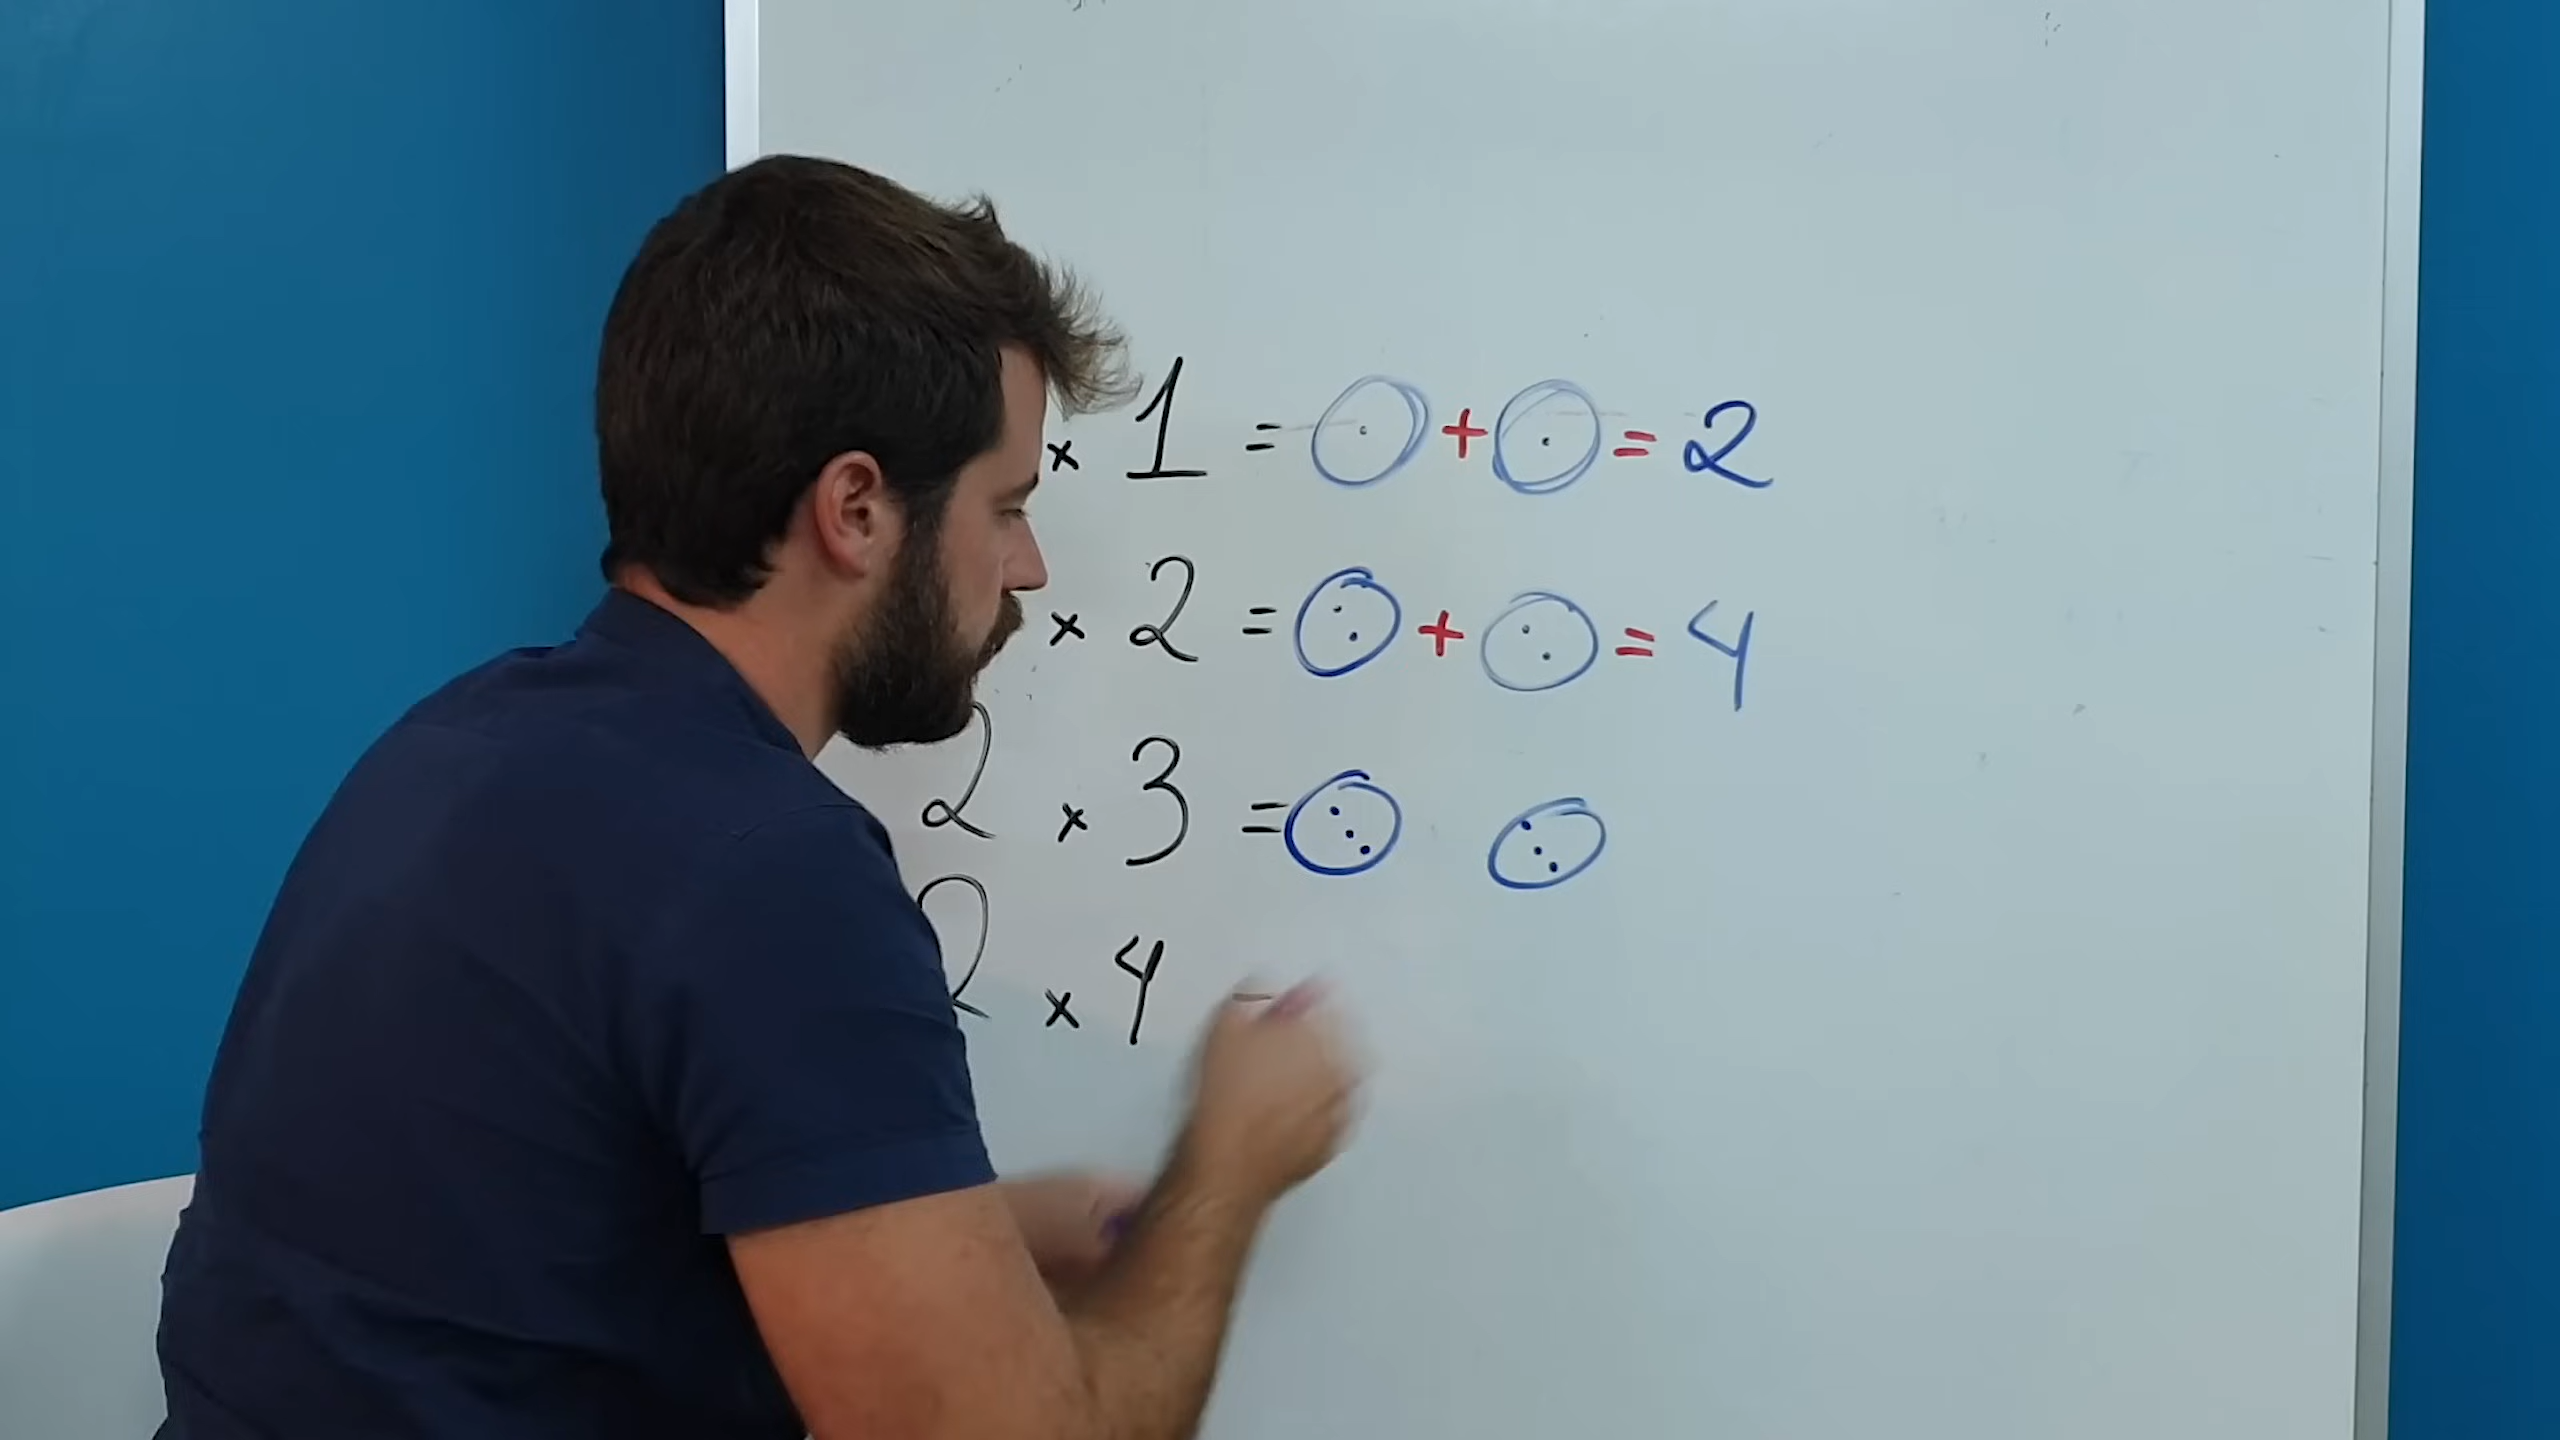 × 1 = + = 2
× 2 = + = 4
2 × 3 =
2 × 4